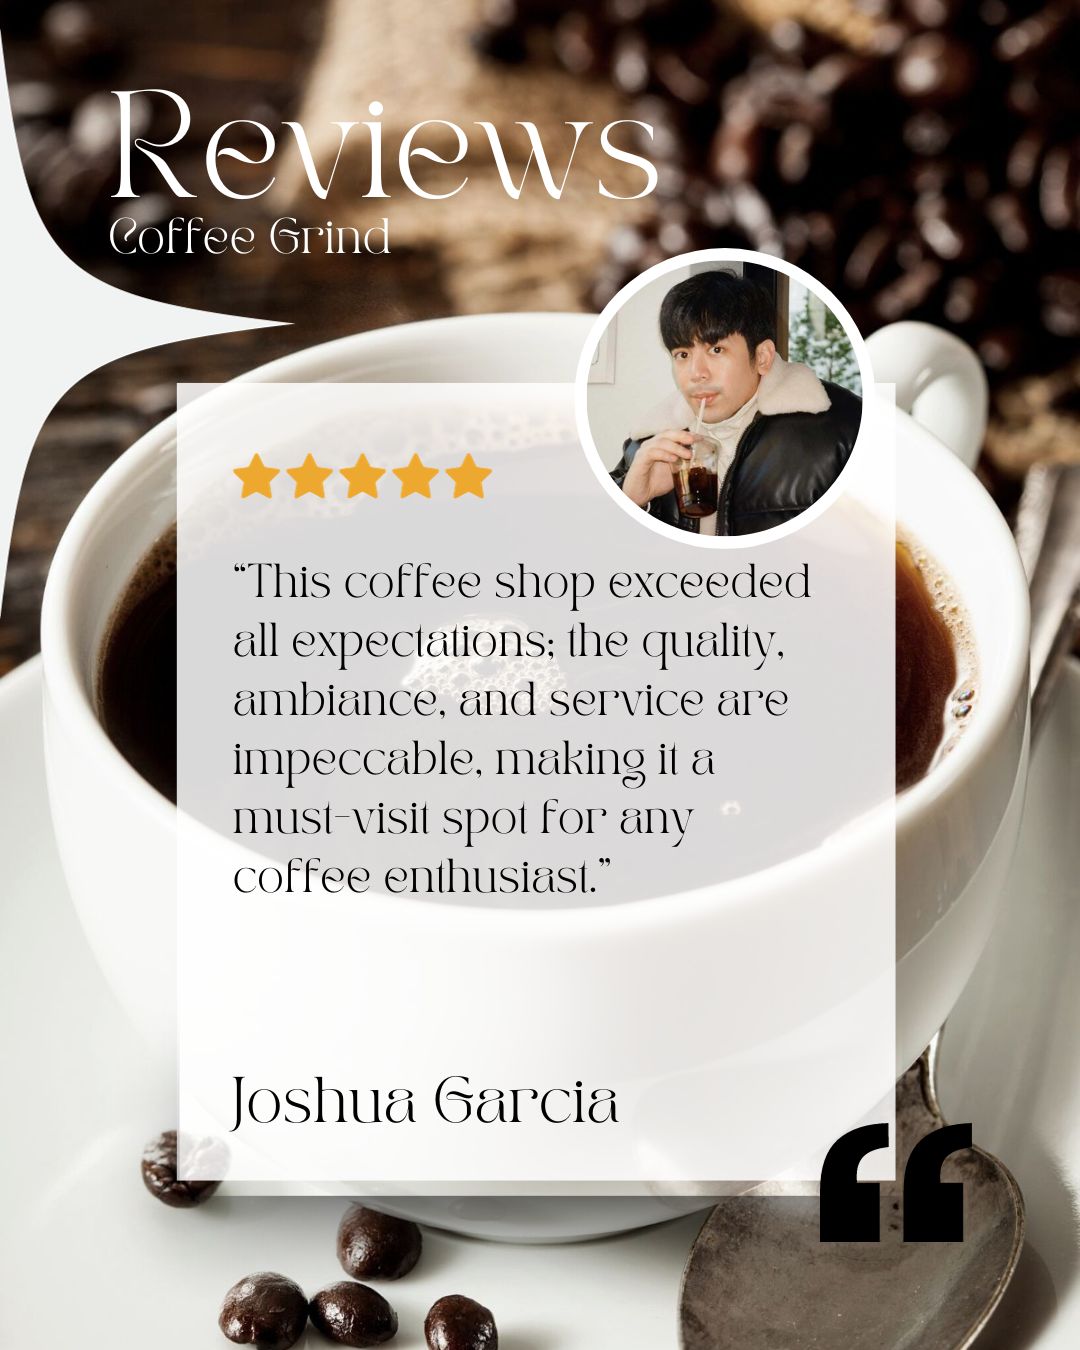 Reviews
Coffee Grind
“This coffee shop exceeded
all expectations; the quality,
ambiance, and service are
impeccable, making it a
must-visit spot for any
coffee enthusiast.”
Joshua Garcia
“